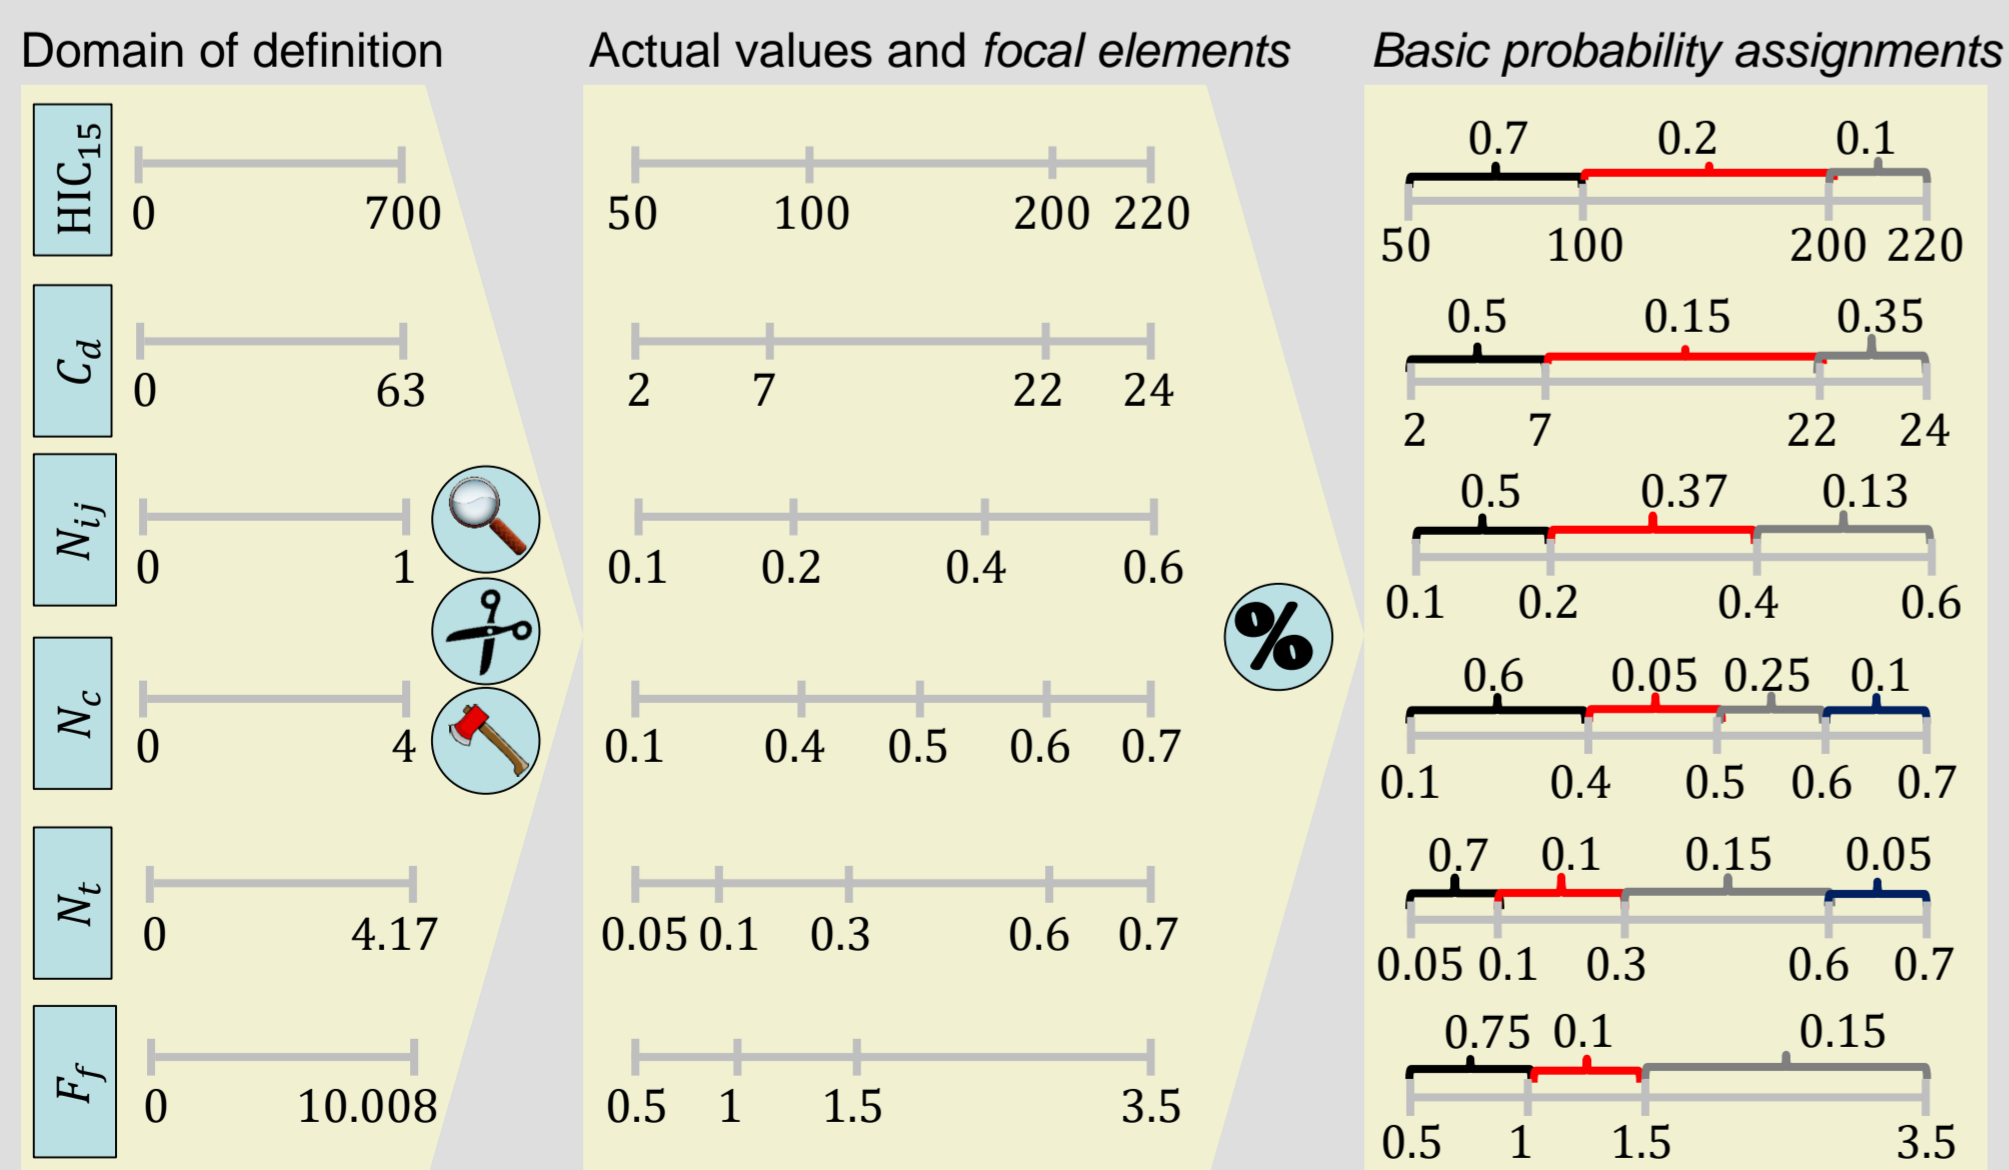 Domain of definition
Actual values and focal elements
Basic probability assignments
HIC₁₅
0 700
50 100 200 220
0.7 0.2 0.1
50 100 200 220
C_d
0 63
2 7 22 24
0.5 0.15 0.35
2 7 22 24
N_ij
0 1
0.1 0.2 0.4 0.6
0.5 0.37 0.13
0.1 0.2 0.4 0.6
%
N_c
0 4
0.1 0.4 0.5 0.6 0.7
0.6 0.05 0.25 0.1
0.1 0.4 0.5 0.6 0.7
N_t
0 4.17
0.05 0.1 0.3 0.6 0.7
0.7 0.1 0.15 0.05
0.05 0.1 0.3 0.6 0.7
F_f
0 10.008
0.5 1 1.5 3.5
0.75 0.1 0.15
0.5 1 1.5 3.5